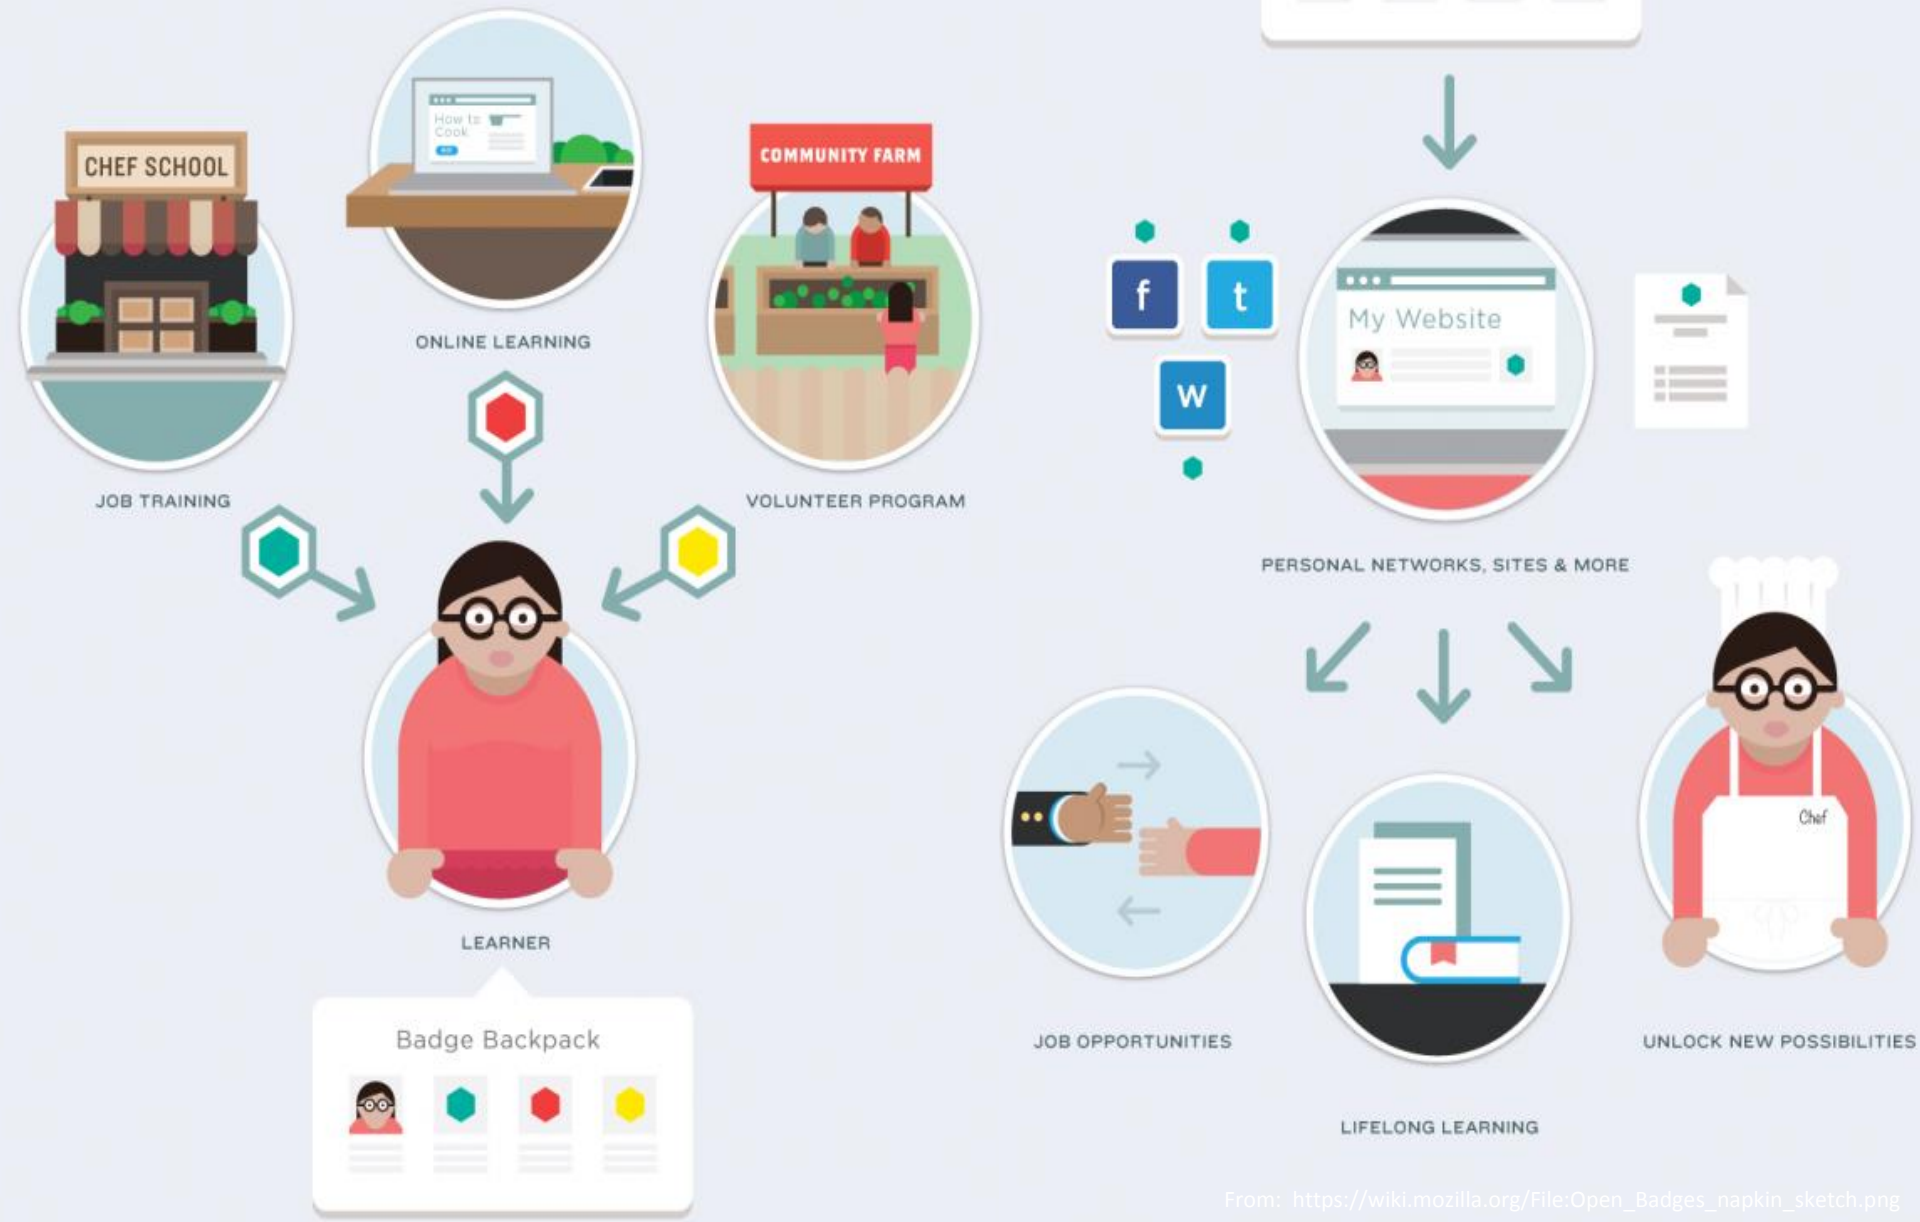 CHEF SCHOOL
How to
Cook
COMMUNITY FARM
ONLINE LEARNING
JOB TRAINING
VOLUNTEER PROGRAM
LEARNER
Badge Backpack
f
t
w
My Website
PERSONAL NETWORKS, SITES & MORE
Chef
JOB OPPORTUNITIES
UNLOCK NEW POSSIBILITIES
LIFELONG LEARNING
From: https://wiki.mozilla.org/File:Open_Badges_napkin_sketch.png